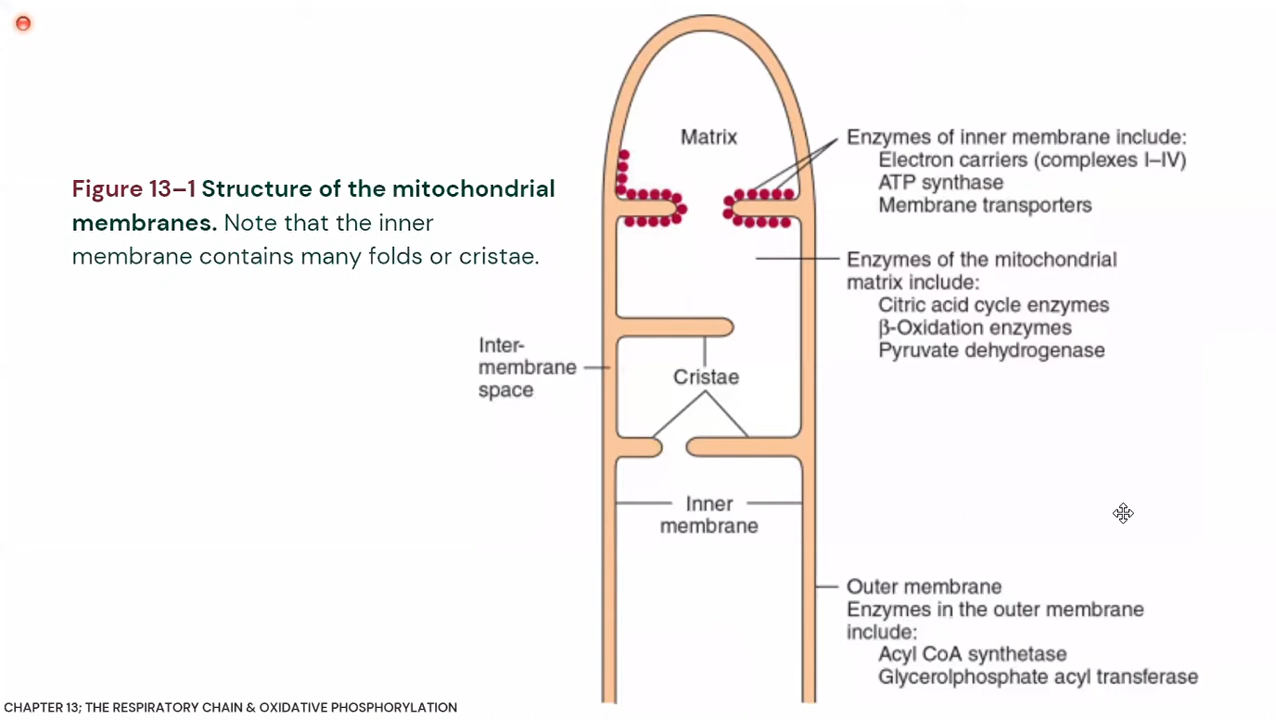 Figure 13–1 Structure of the mitochondrial
membranes. Note that the inner
membrane contains many folds or cristae.
Matrix
Enzymes of inner membrane include:
Electron carriers (complexes I–IV)
ATP synthase
Membrane transporters
Enzymes of the mitochondrial
matrix include:
Citric acid cycle enzymes
β-Oxidation enzymes
Pyruvate dehydrogenase
Inter-
membrane
space
Cristae
Inner
membrane
Outer membrane
Enzymes in the outer membrane
include:
Acyl CoA synthetase
Glycerolphosphate acyl transferase
CHAPTER 13; THE RESPIRATORY CHAIN & OXIDATIVE PHOSPHORYLATION